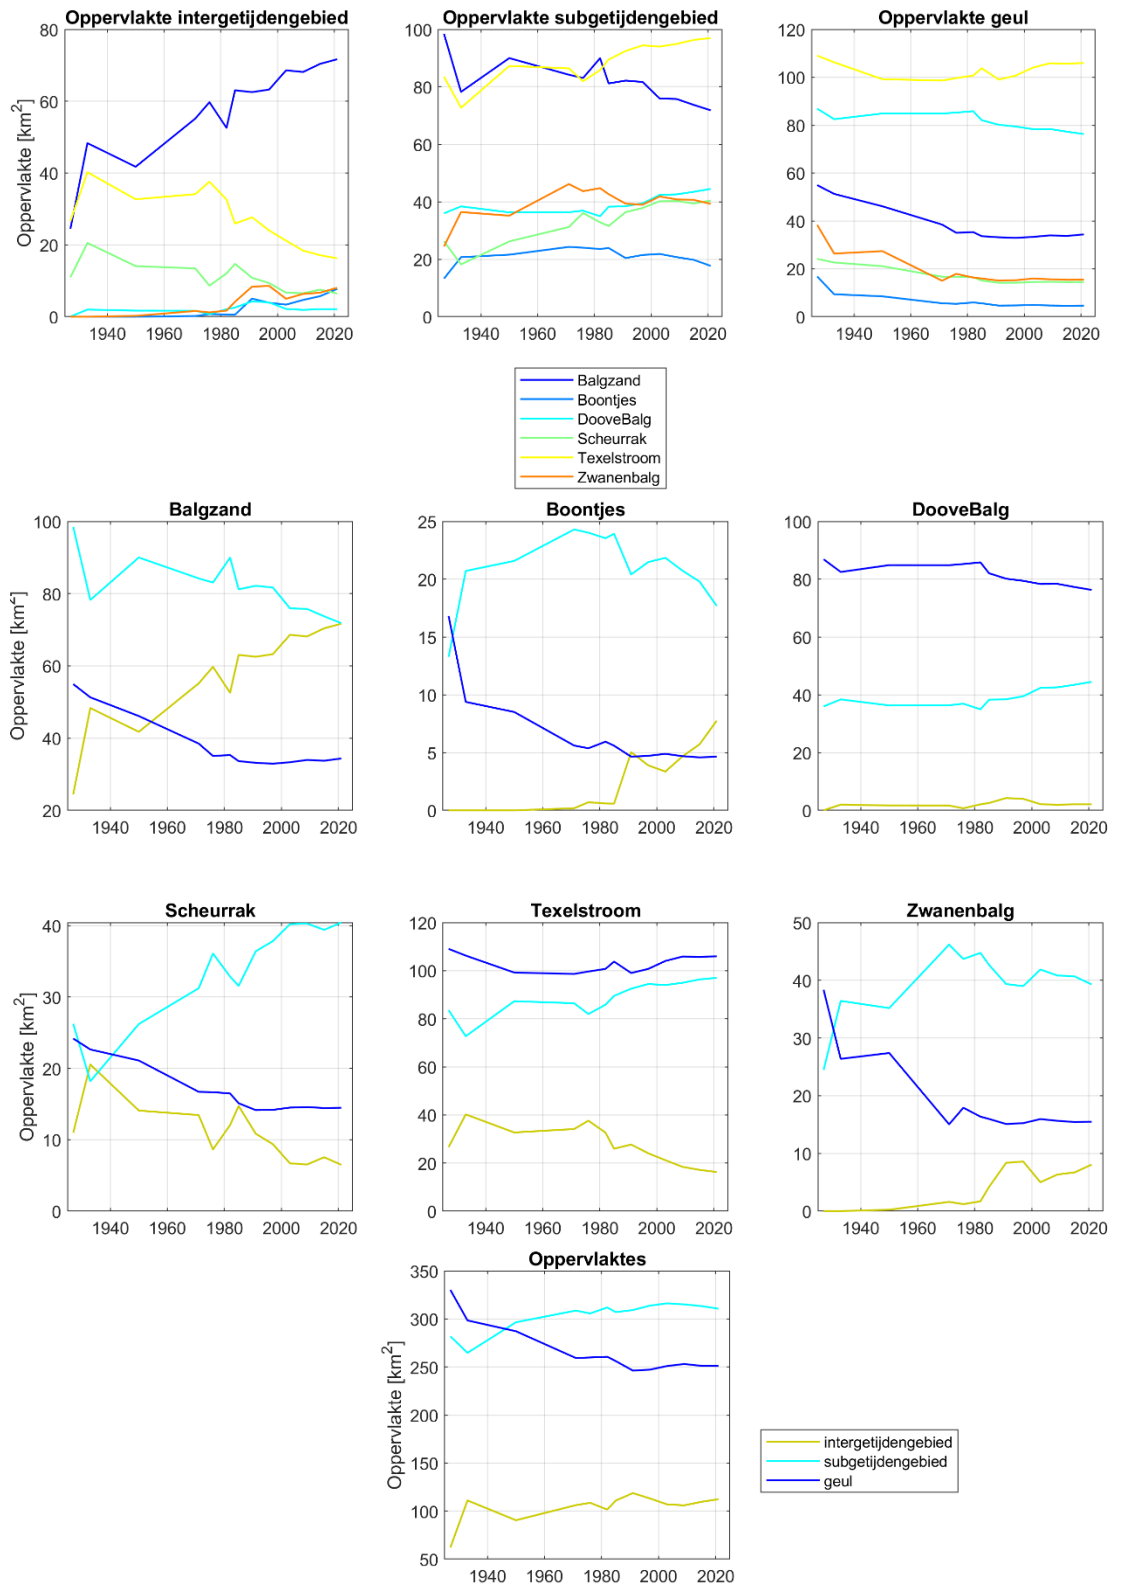 Oppervlakte intergetijdengebied
Oppervlakte subgetijdengebied
Oppervlakte geul
Oppervlakte [km²]
80
60
40
20
0
1940 1960 1980 2000 2020
100
80
60
40
20
0
1940 1960 1980 2000 2020
120
100
80
60
40
20
0
1940 1960 1980 2000 2020
Balgzand
Boontjes
DooveBalg
Scheurrak
Texelstroom
Zwanenbalg
Balgzand
Oppervlakte [km²]
100
80
60
40
20
1940 1960 1980 2000 2020
Boontjes
25
20
15
10
5
0
1940 1960 1980 2000 2020
DooveBalg
100
80
60
40
20
0
1940 1960 1980 2000 2020
Scheurrak
Oppervlakte [km²]
40
30
20
10
0
1940 1960 1980 2000 2020
Texelstroom
120
100
80
60
40
20
0
1940 1960 1980 2000 2020
Zwanenbalg
50
40
30
20
10
0
1940 1960 1980 2000 2020
Oppervlaktes
Oppervlakte [km²]
350
300
250
200
150
100
50
1940 1960 1980 2000 2020
intergetijdengebied
subgetijdengebied
geul